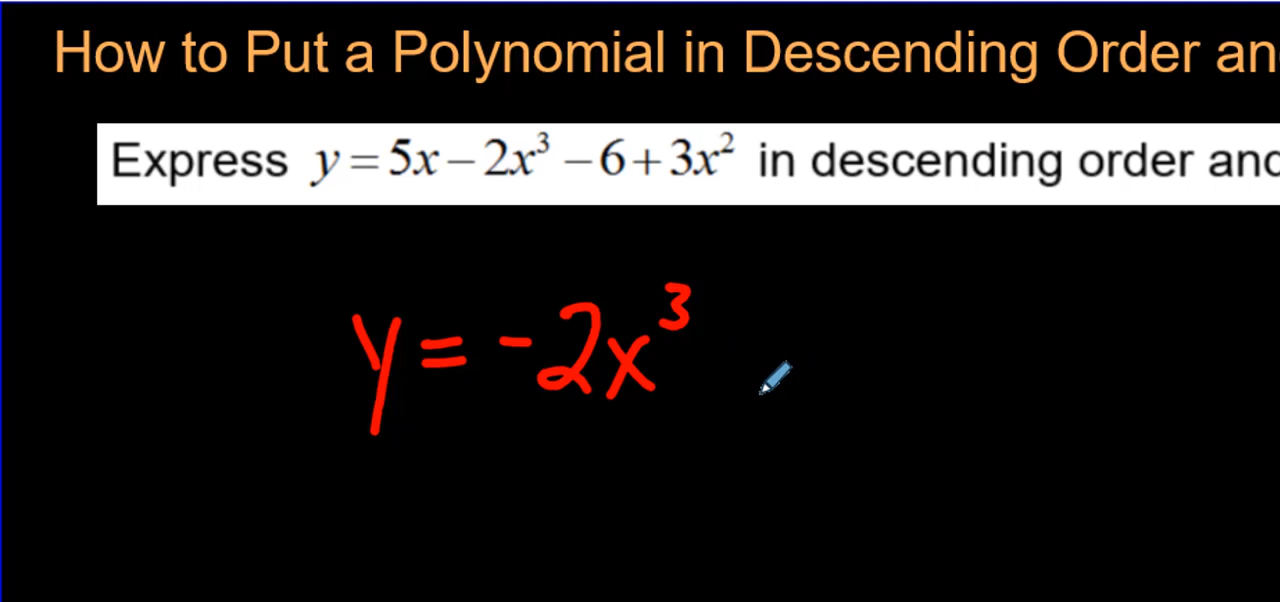 How to Put a Polynomial in Descending Order an
Express y = 5x − 2x³ − 6 + 3x² in descending order and
y = -2x³